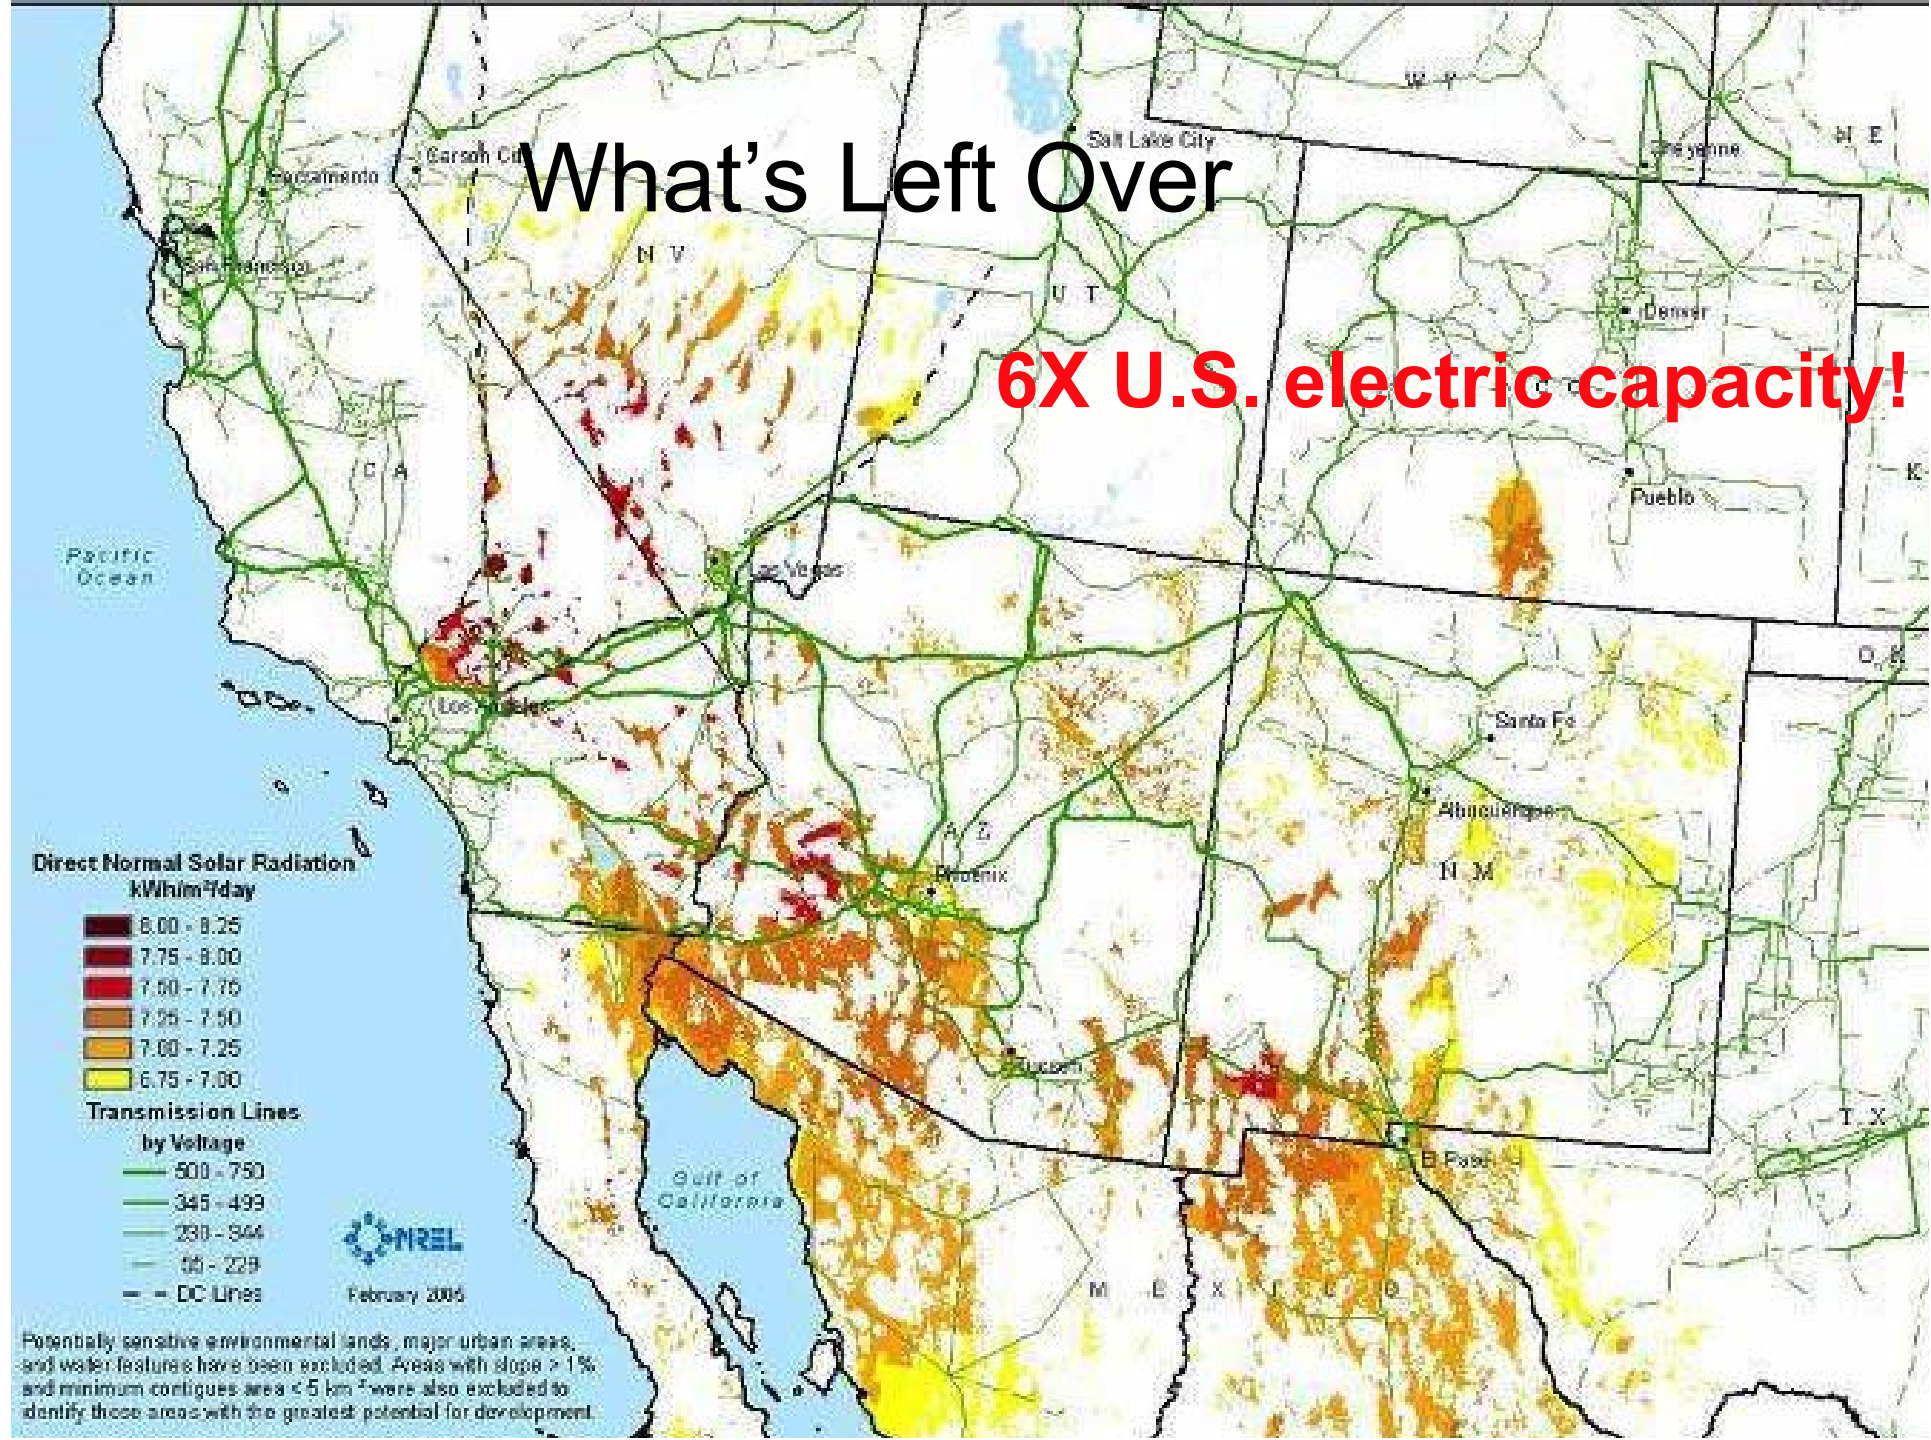 W Y
N E
Salt Lake City
Cheyenne
Carson City
Sacramento
What's Left Over
San Francisco
N V
U T
Denver
6X U.S. electric capacity!
C O
C A
K
Pueblo
Pacific
Ocean
Las Vegas
O K
Los Angeles
Santa Fe
Albuquerque
A Z
Phoenix
N M
Direct Normal Solar Radiation
kWh/m²/day
8.00 - 8.25
7.75 - 8.00
7.50 - 7.75
7.25 - 7.50
7.00 - 7.25
6.75 - 7.00
Tucson
Transmission Lines
by Voltage
500 - 750
345 - 499
230 - 344
DC Lines
T X
El Paso
Gulf of
California
NREL
M E X I C O
February
Potentially sensitive environmental lands, major urban areas,
and water features have been excluded. Areas with slope > 1%
and minimum contigues area < 5 km ² were also excluded to
identify those areas with the greatest potential for development.